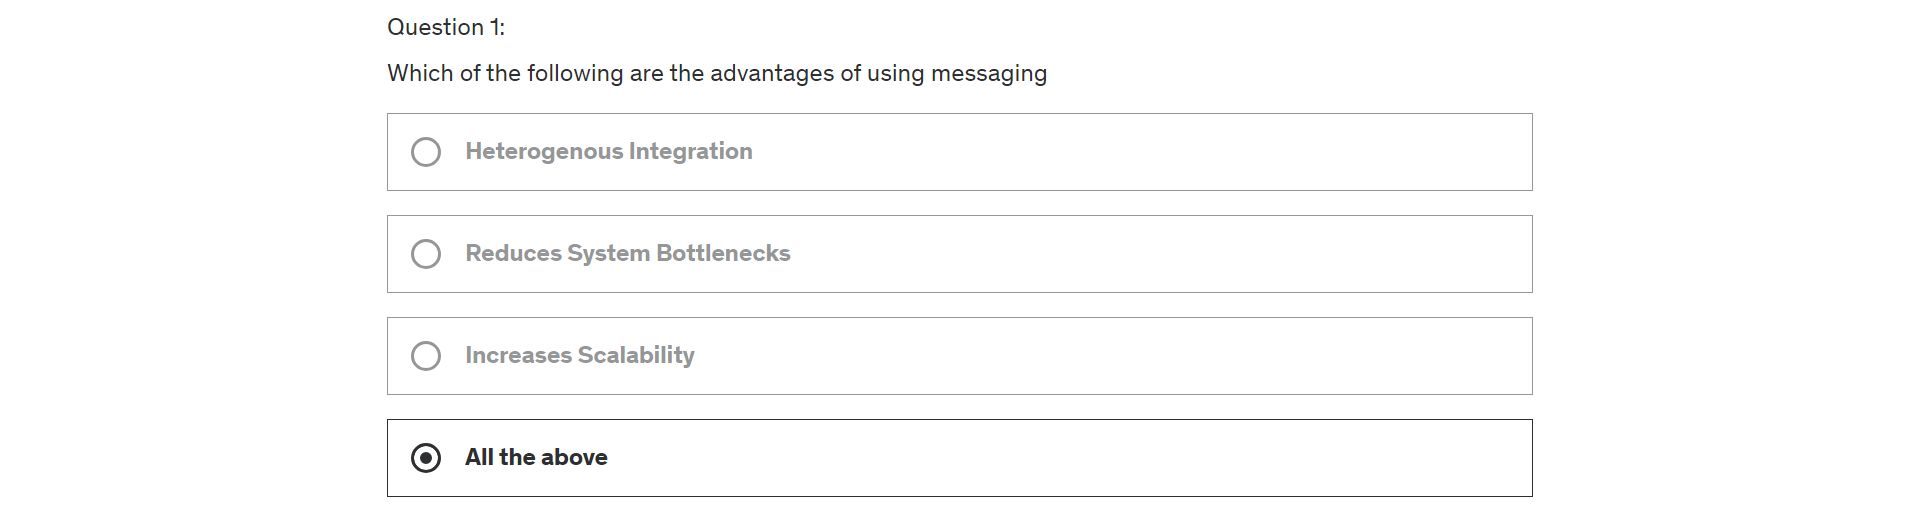 Question 1:
Which of the following are the advantages of using messaging
Heterogenous Integration
Reduces System Bottlenecks
Increases Scalability
All the above